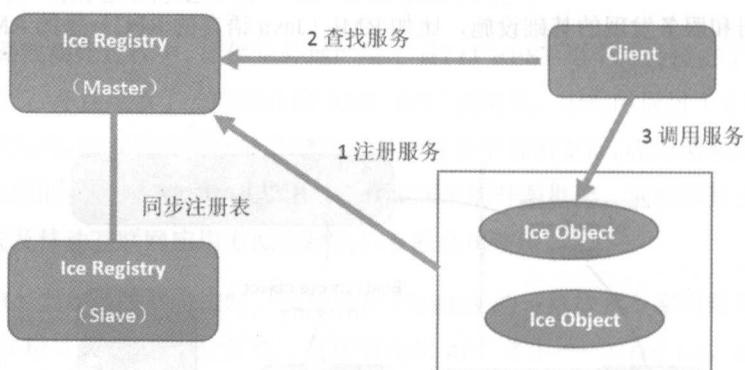 Ice Registry
（Master）
2 查找服务
Client
1 注册服务
3 调用服务
同步注册表
Ice Registry
（Slave）
Ice Object
Ice Object